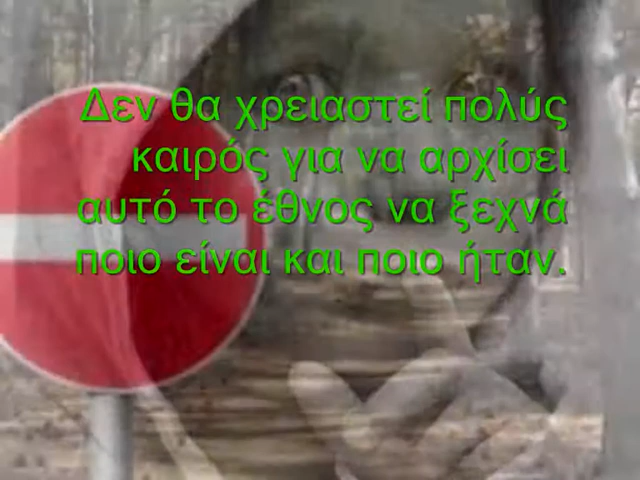 Δεν θα χρειαστεί πολύς
καιρός για να αρχίσει
αυτό το έθνος να ξεχνά
ποιο είναι και ποιο ήταν.